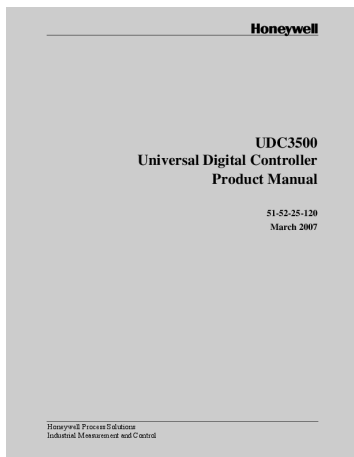 Honeywell
UDC3500
Universal Digital Controller
Product Manual
51-52-25-120
March 2007
Honeywell Process Solutions
Industrial Measurement and Control